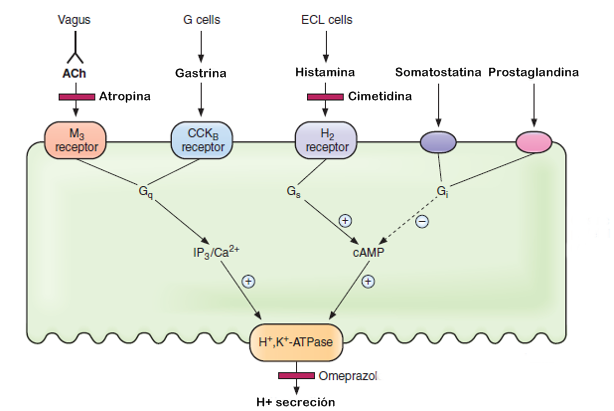 Vagus
G cells
ECL cells
ACh
Gastrina
Histamina
Somatostatina
Prostaglandina
Atropina
Cimetidina
M3
receptor
CCKB
receptor
H2
receptor
Gq
Gs
Gi
+
−
IP3/Ca2+
cAMP
+
+
H+,K+-ATPase
Omeprazol
H+ secreción